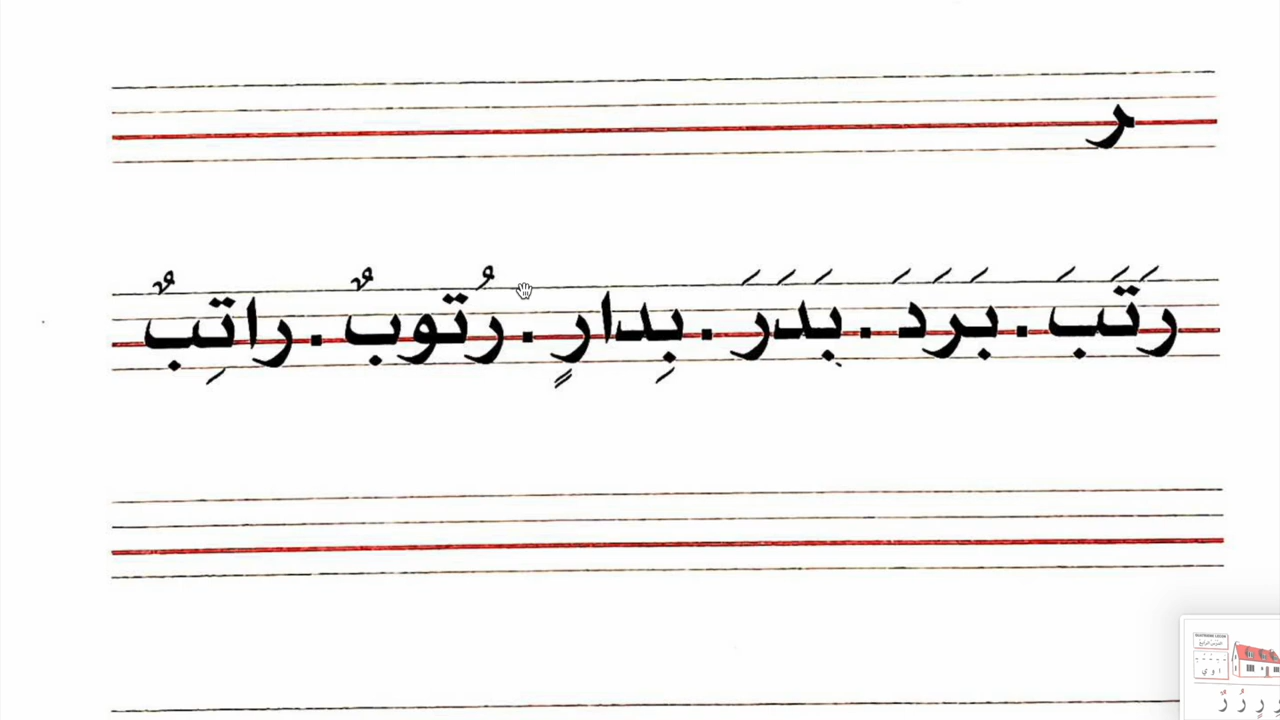 ر
رَتَبَ . بَرَدَ . بَدَرَ . بِدارٍ . رُتوبٌ . راتِبٌ